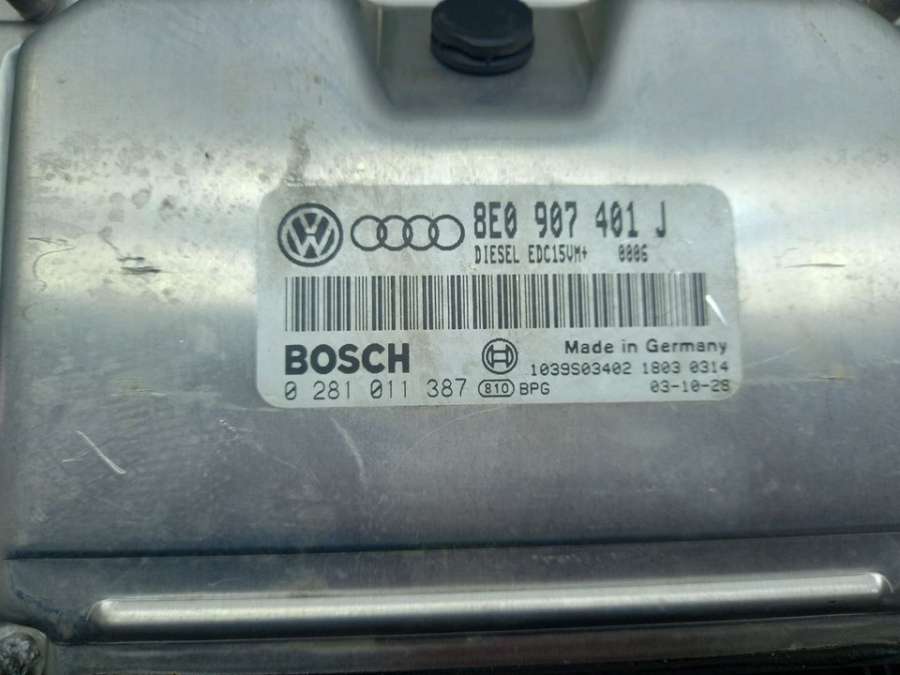 8E0 907 401 J
DIESEL EDC15VM+ 0006
BOSCH
Made in Germany
1039S03402 1803 0314
0 281 011 387 810 BPG
03-10-28